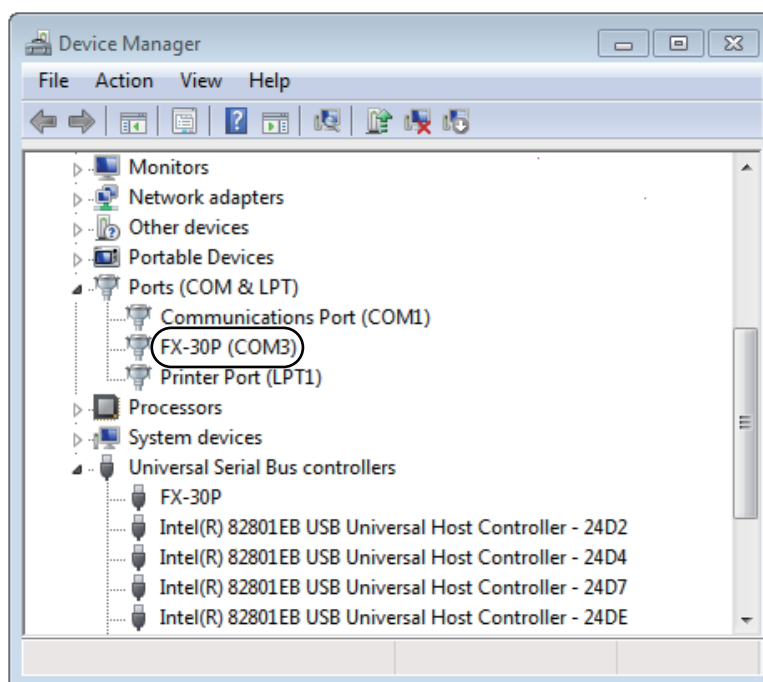 Device Manager
File Action View Help
Monitors
Network adapters
Other devices
Portable Devices
Ports (COM & LPT)
Communications Port (COM1)
FX-30P (COM3)
Printer Port (LPT1)
Processors
System devices
Universal Serial Bus controllers
FX-30P
Intel(R) 82801EB USB Universal Host Controller - 24D2
Intel(R) 82801EB USB Universal Host Controller - 24D4
Intel(R) 82801EB USB Universal Host Controller - 24D7
Intel(R) 82801EB USB Universal Host Controller - 24DE